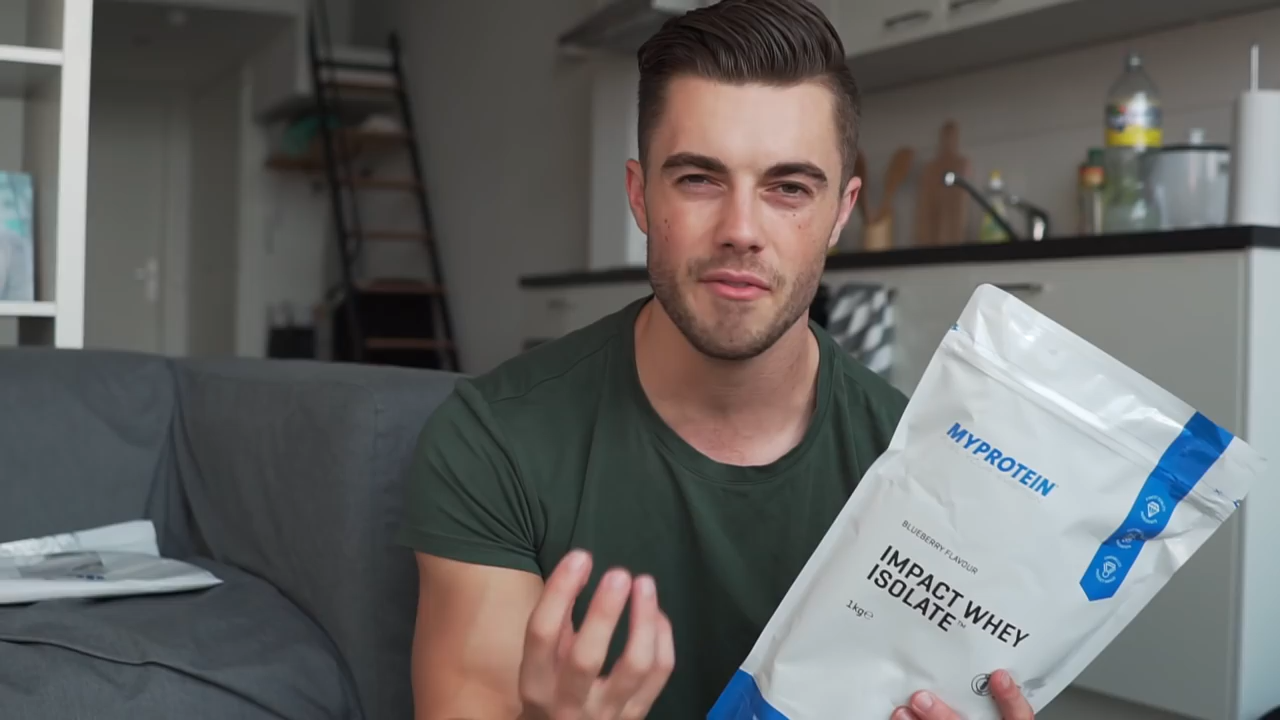 MYPROTEIN
BLUEBERRY FLAVOUR
IMPACT WHEY
ISOLATE™
1kg℮